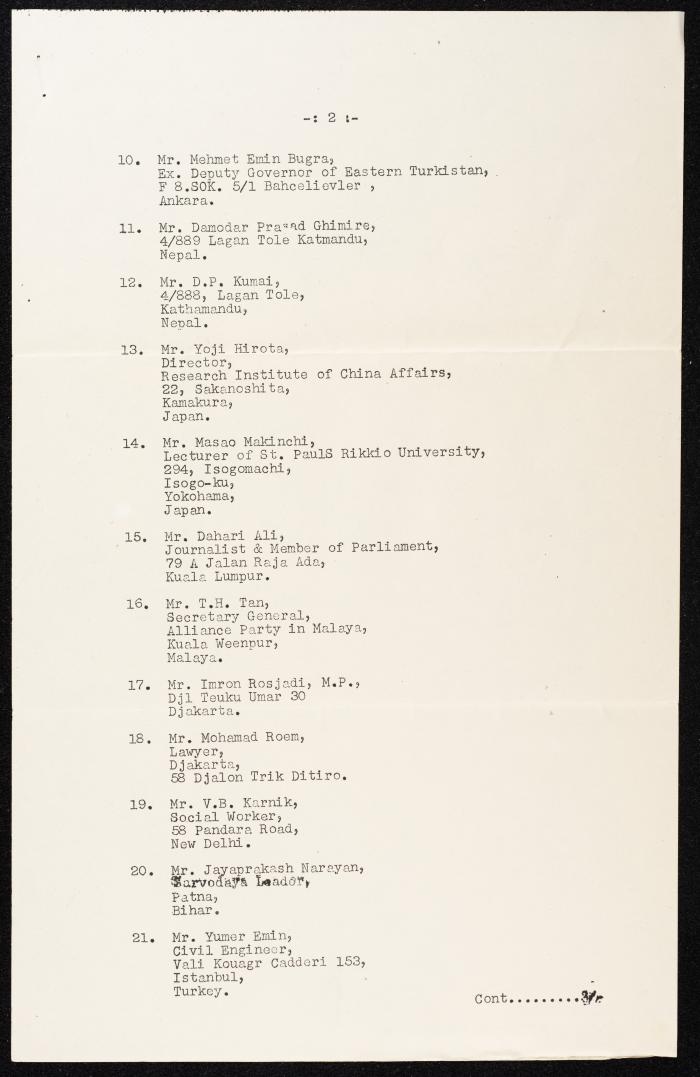 -: 2 :-
10. Mr. Mehmet Emin Bugra,
Ex. Deputy Governor of Eastern Turkistan,
F 8.SOK. 5/1 Bahcelievler ,
Ankara.
11. Mr. Damodar Prasad Ghimire,
4/889 Lagan Tole Katmandu,
Nepal.
12. Mr. D.P. Kumai,
4/888, Lagan Tole,
Kathamandu,
Nepal.
13. Mr. Yoji Hirota,
Director,
Research Institute of China Affairs,
22, Sakanoshita,
Kamakura,
Japan.
14. Mr. Masao Makinchi,
Lecturer of St. PaulS Rikkio University,
294, Isogomachi,
Isogo-ku,
Yokohama,
Japan.
15. Mr. Dahari Ali,
Journalist & Member of Parliament,
79 A Jalan Raja Ada,
Kuala Lumpur.
16. Mr. T.H. Tan,
Secretary General,
Alliance Party in Malaya,
Kuala Weenpur,
Malaya.
17. Mr. Imron Rosjadi, M.P.,
Djl Teuku Umar 30
Djakarta.
18. Mr. Mohamad Roem,
Lawyer,
Djakarta,
58 Djalon Trik Ditiro.
19. Mr. V.B. Karnik,
Social Worker,
58 Pandara Road,
New Delhi.
20. Mr. Jayaprakash Narayan,
Sarvodaya Leader,
Patna,
Bihar.
21. Mr. Yumer Emin,
Civil Engineer,
Vali Kouagr Cadderi 153,
Istanbul,
Turkey.
Cont.........3/-